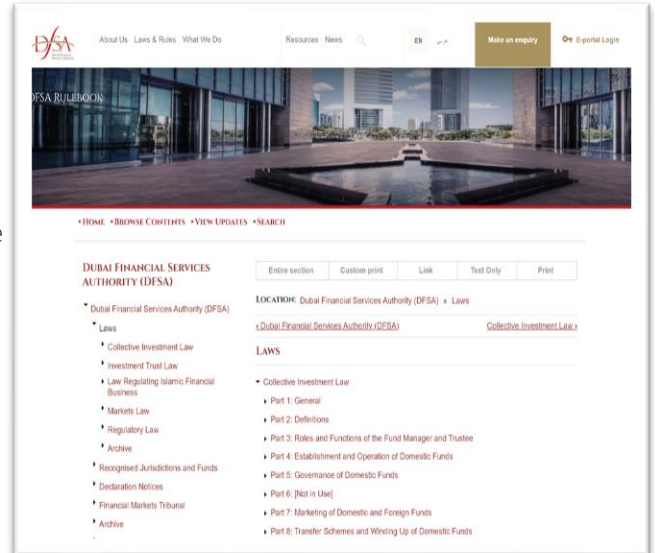 DFSA
About Us Laws & Rules What We Do Resources News EN عربي Make an enquiry E-portal Login
DFSA RULEBOOK
e
HOME BROWSE CONTENTS VIEW UPDATES SEARCH
DUBAI FINANCIAL SERVICES
AUTHORITY (DFSA)
Dubai Financial Services Authority (DFSA)
Laws
Collective Investment Law
Investment Trust Law
Law Regulating Islamic Financial
Business
Markets Law
Regulatory Law
Archive
Recognised Jurisdictions and Funds
Declaration Notices
Financial Markets Tribunal
Archive
Entire section Custom print Link Text Only Print
LOCATION: Dubai Financial Services Authority (DFSA) » Laws
‹ Dubai Financial Services Authority (DFSA) Collective Investment Law ›
LAWS
Collective Investment Law
Part 1: General
Part 2: Definitions
Part 3: Roles and Functions of the Fund Manager and Trustee
Part 4: Establishment and Operation of Domestic Funds
Part 5: Governance of Domestic Funds
Part 6: [Not in Use]
Part 7: Marketing of Domestic and Foreign Funds
Part 8: Transfer Schemes and Winding Up of Domestic Funds